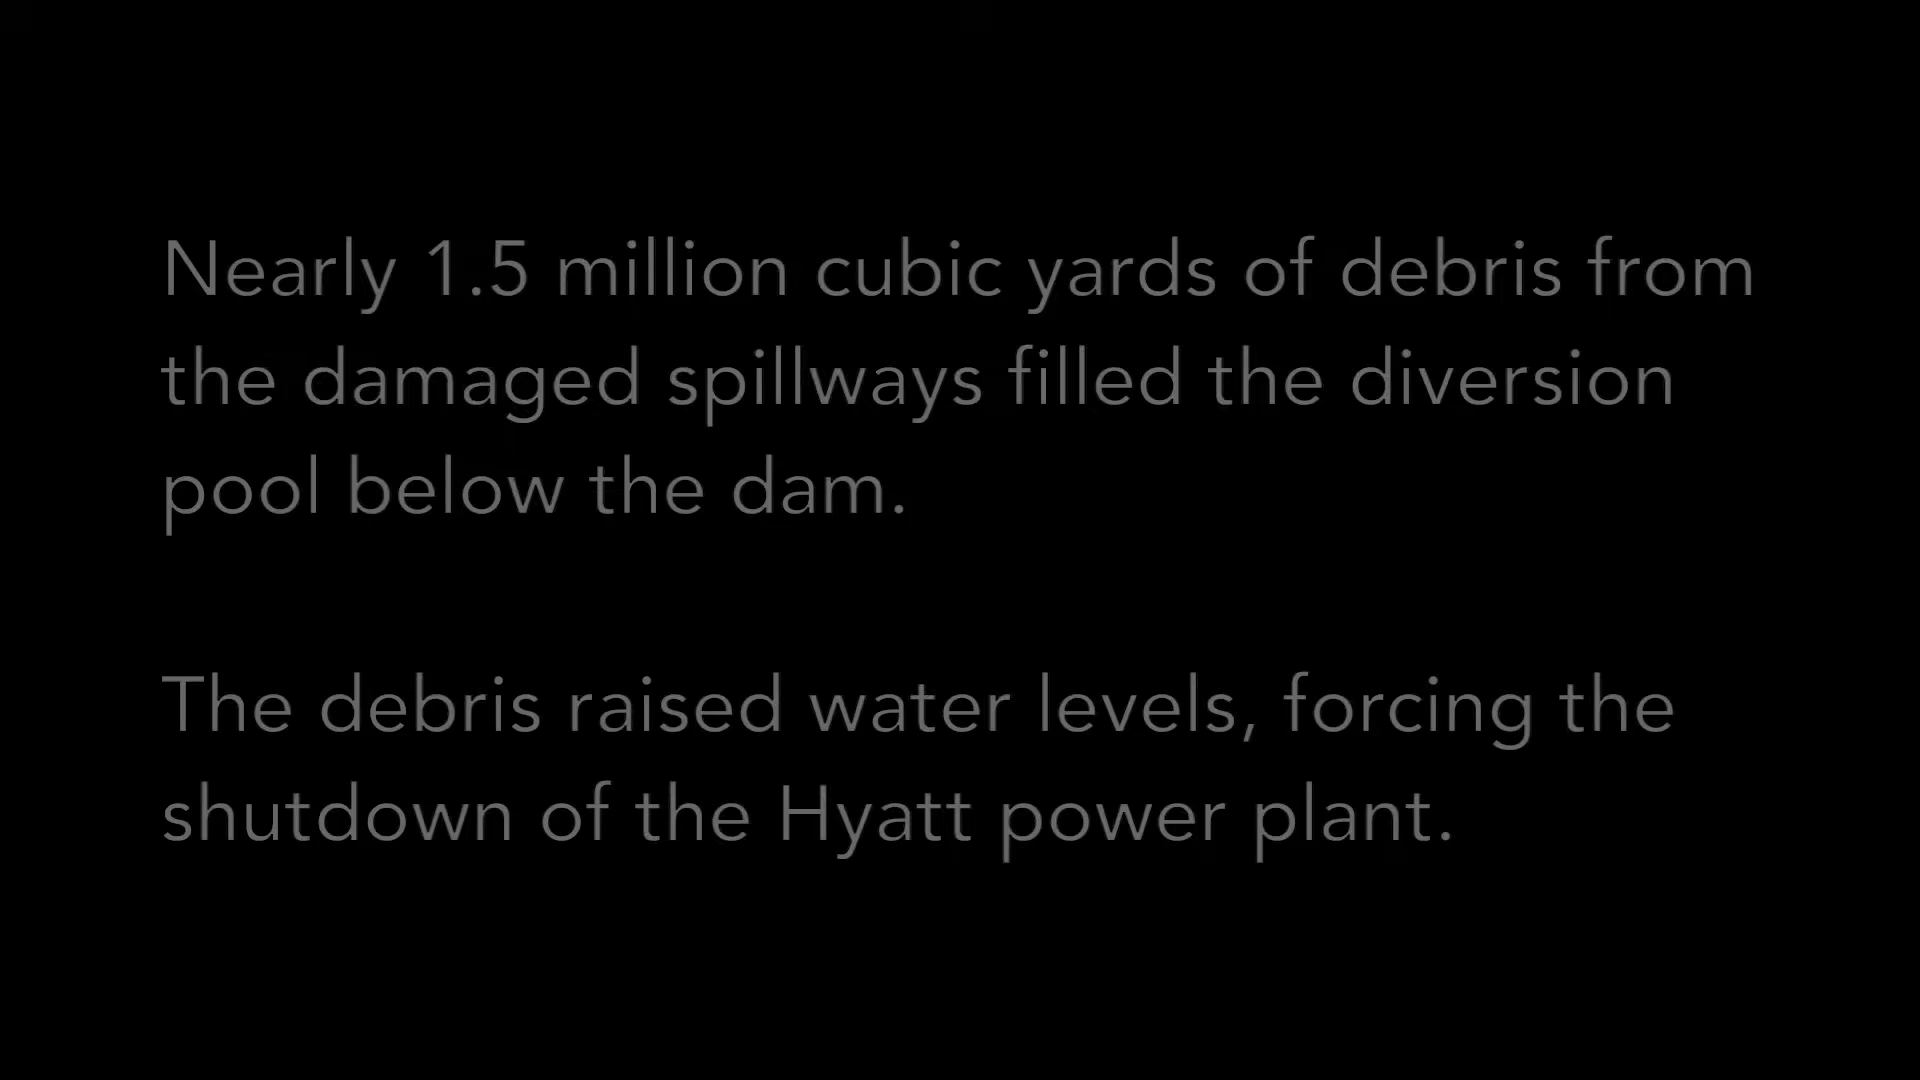 Nearly 1.5 million cubic yards of debris from
the damaged spillways filled the diversion
pool below the dam.
The debris raised water levels, forcing the
shutdown of the Hyatt power plant.